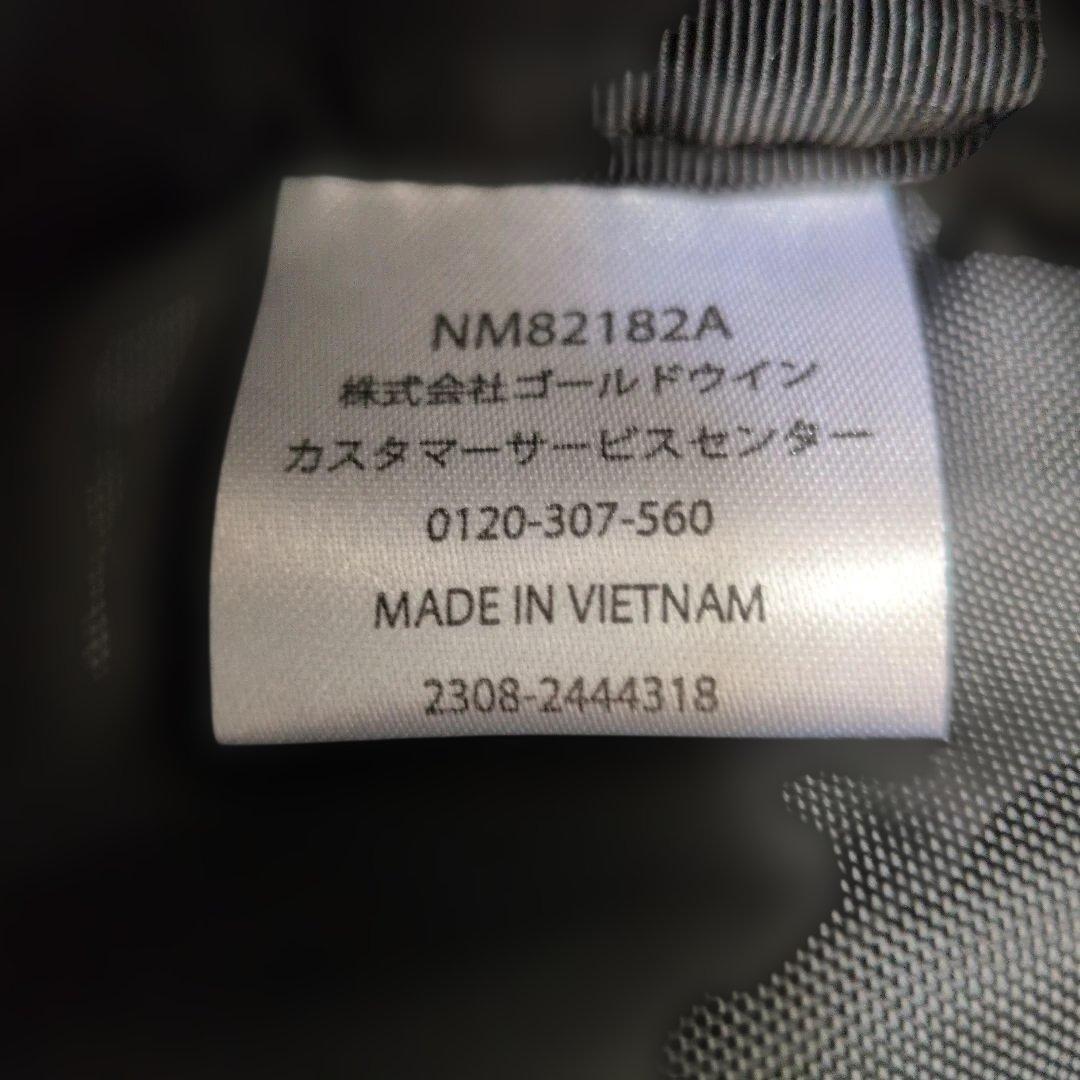 NM82182A
株式会社ゴールドウイン
カスタマーサービスセンター
0120-307-560
MADE IN VIETNAM
2308-2444318